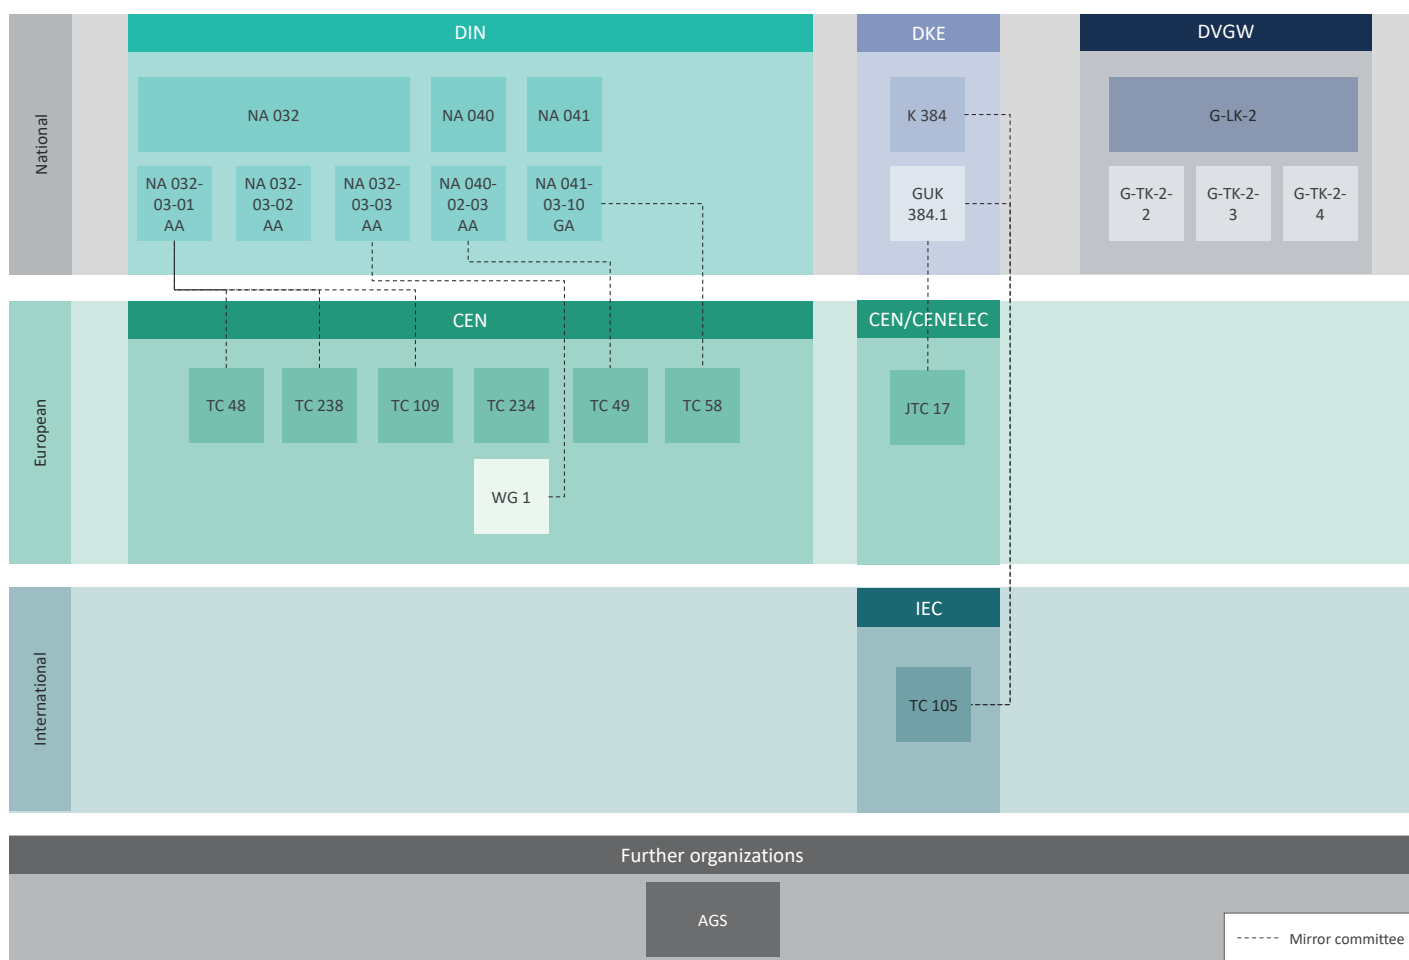 National
DIN
DKE
DVGW
NA 032
NA 040
NA 041
K 384
G-LK-2
NA 032-
03-01
AA
NA 032-
03-02
AA
NA 032-
03-03
AA
NA 040-
02-03
AA
NA 041-
03-10
GA
GUK
384.1
G-TK-2-
2
G-TK-2-
3
G-TK-2-
4
European
CEN
CEN/CENELEC
TC 48
TC 238
TC 109
TC 234
TC 49
TC 58
JTC 17
WG 1
International
IEC
TC 105
Further organizations
AGS
Mirror committee